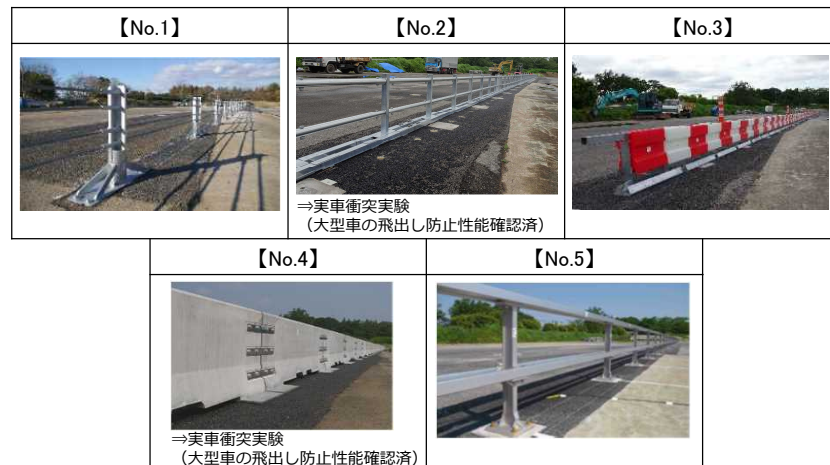 【No.1】
【No.2】
【No.3】
⇒実車衝突実験
（大型車の飛出し防止性能確認済）
【No.4】
【No.5】
⇒実車衝突実験
（大型車の飛出し防止性能確認済）